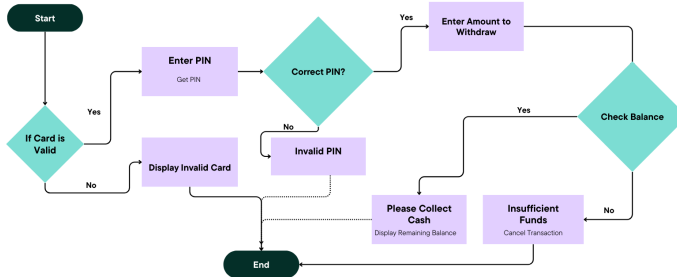 Start
Yes
Enter Amount to
Withdraw
Enter PIN
Get PIN
Correct PIN?
Yes
If Card is
Valid
Yes
Check Balance
No
Invalid PIN
Display Invalid Card
No
Please Collect
Cash
Display Remaining Balance
Insufficient
Funds
Cancel Transaction
No
End